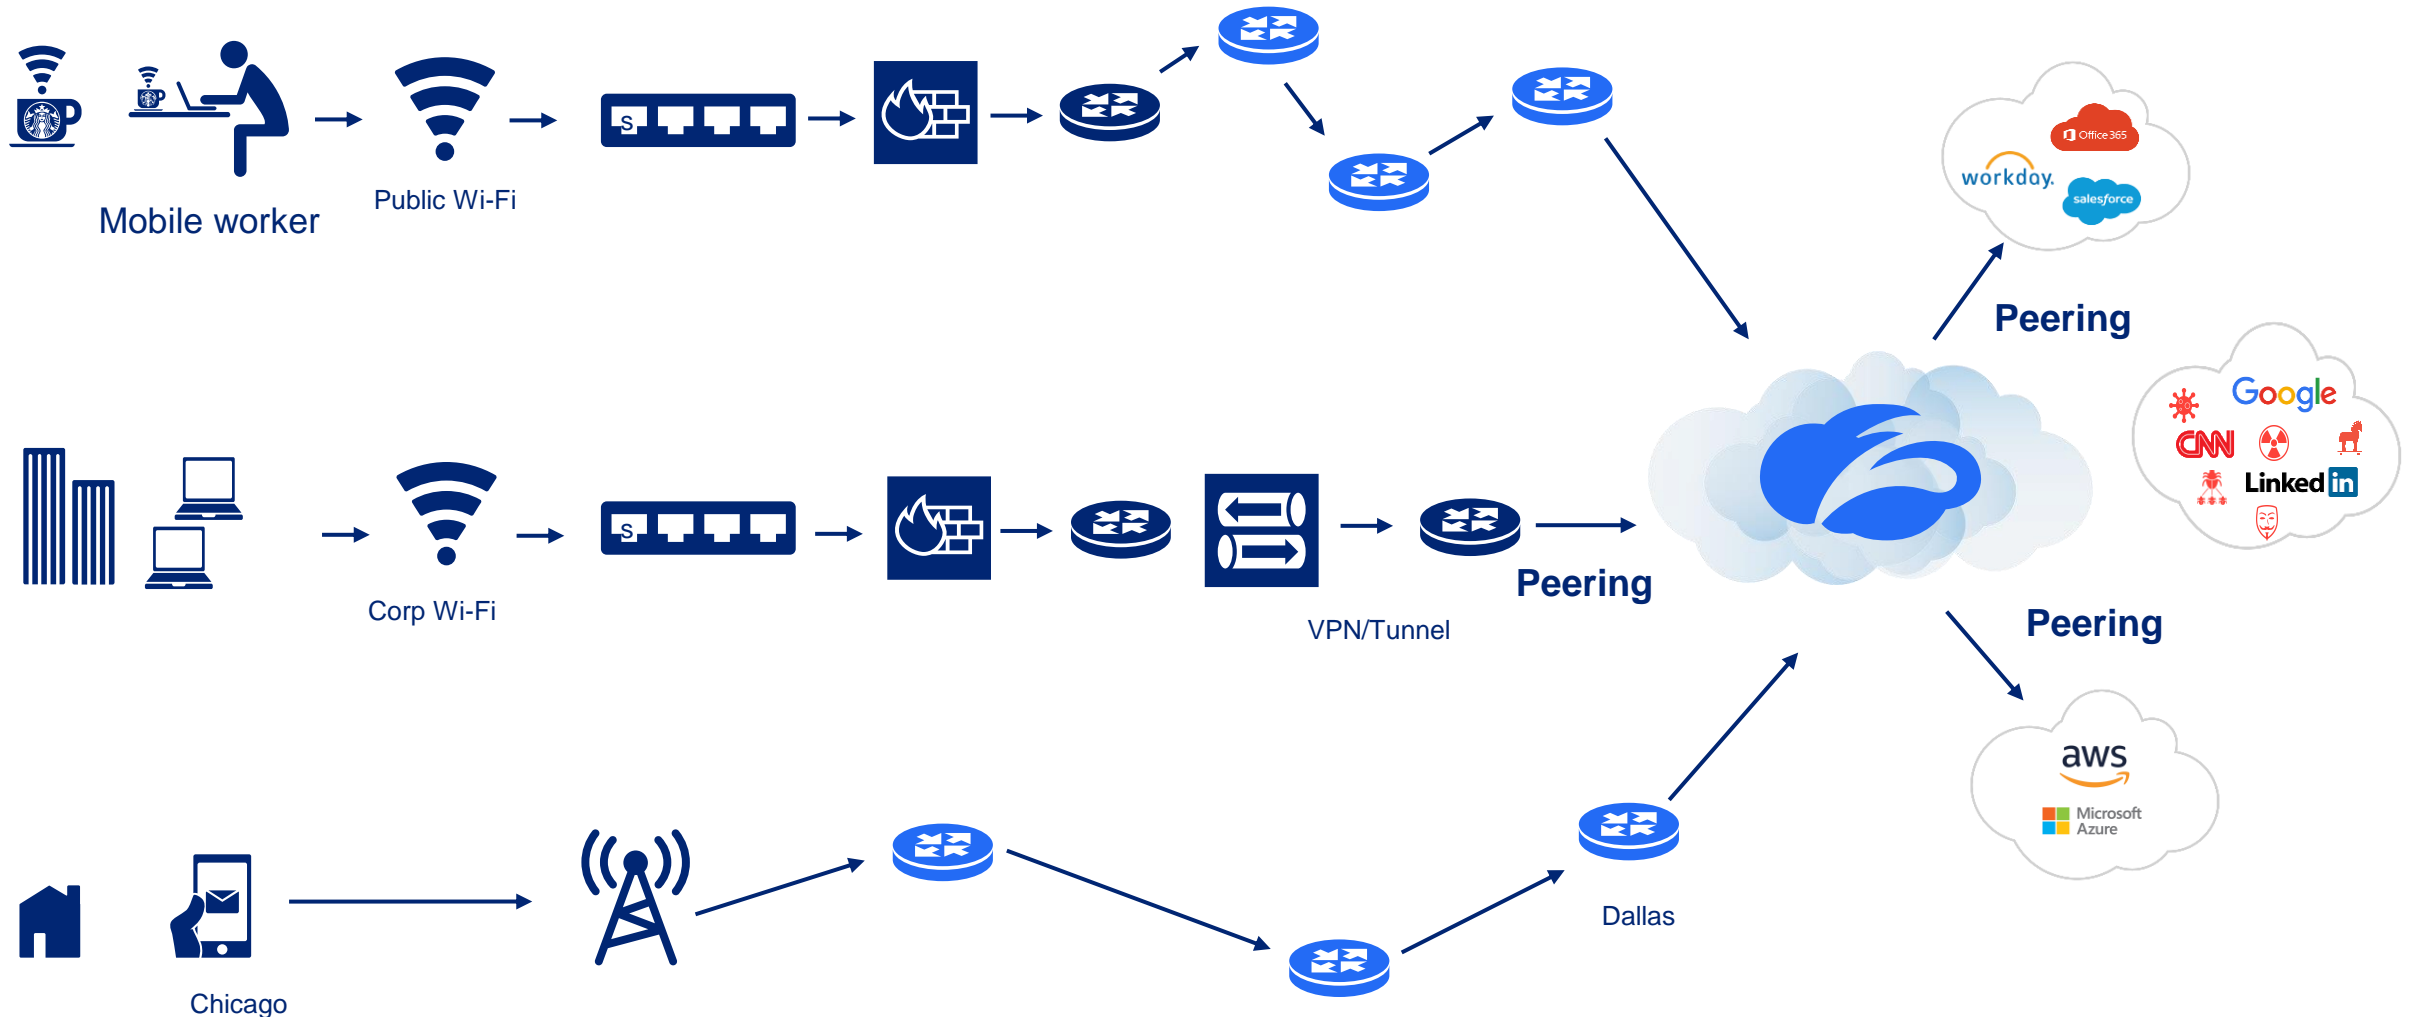 Mobile worker
Public Wi-Fi
S
Office 365
workday.
salesforce
Peering
Google
CNN
Linked in
Corp Wi-Fi
S
VPN/Tunnel
Peering
Peering
aws
Microsoft
Azure
Chicago
Dallas